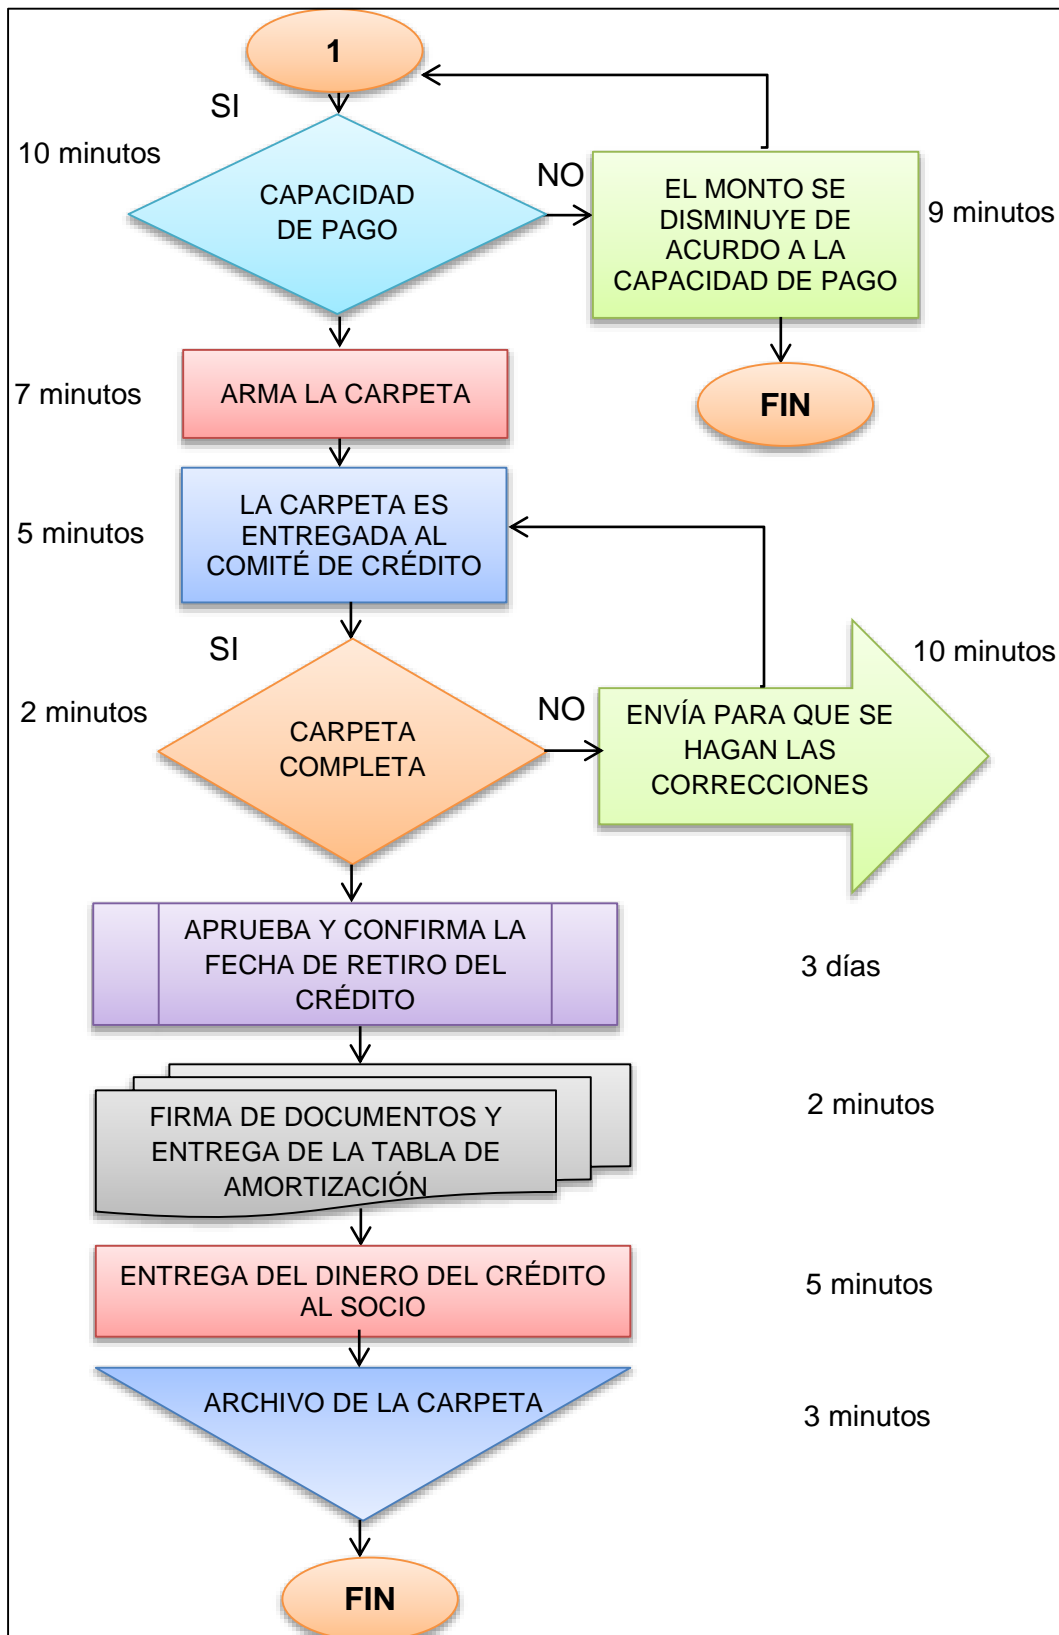 1
SI
10 minutos
CAPACIDAD
DE PAGO
NO
EL MONTO SE
DISMINUYE DE
ACURDO A LA
CAPACIDAD DE PAGO
9 minutos
7 minutos
ARMA LA CARPETA
FIN
5 minutos
LA CARPETA ES
ENTREGADA AL
COMITÉ DE CRÉDITO
SI
10 minutos
2 minutos
CARPETA
COMPLETA
NO
ENVÍA PARA QUE SE
HAGAN LAS
CORRECCIONES
APRUEBA Y CONFIRMA LA
FECHA DE RETIRO DEL
CRÉDITO
3 días
FIRMA DE DOCUMENTOS Y
ENTREGA DE LA TABLA DE
AMORTIZACIÓN
2 minutos
ENTREGA DEL DINERO DEL CRÉDITO
AL SOCIO
5 minutos
ARCHIVO DE LA CARPETA
3 minutos
FIN